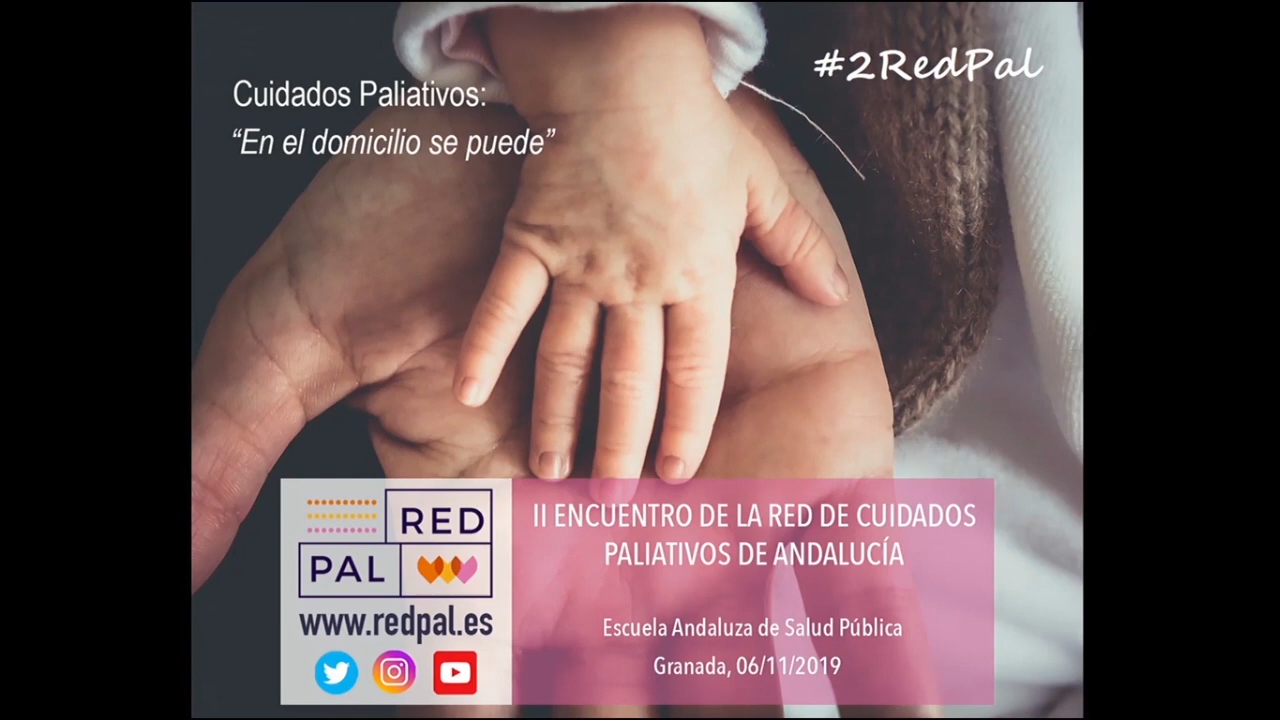 #2RedPal
Cuidados Paliativos:
“En el domicilio se puede”
RED
PAL
www.redpal.es
II ENCUENTRO DE LA RED DE CUIDADOS
PALIATIVOS DE ANDALUCÍA
Escuela Andaluza de Salud Pública
Granada, 06/11/2019